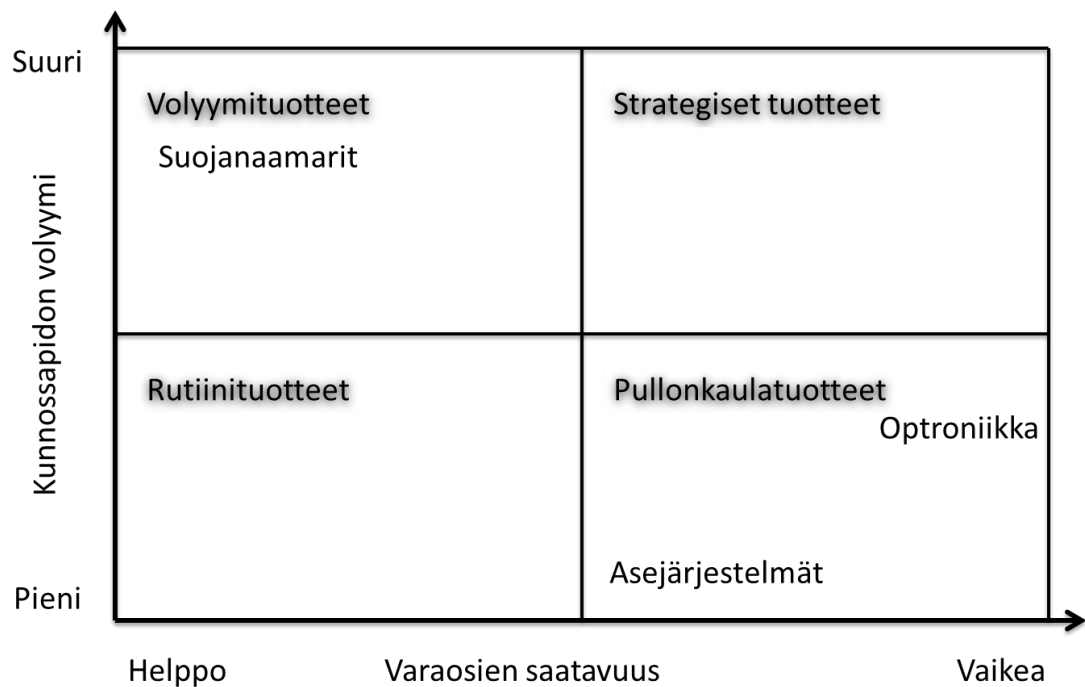 Suuri
Volyymituotteet
Strategiset tuotteet
Suojanaamarit
Kunnossapidon volyymi
Rutiinituotteet
Pullonkaulatuotteet
Optroniikka
Asejärjestelmät
Pieni
Helppo
Varaosien saatavuus
Vaikea